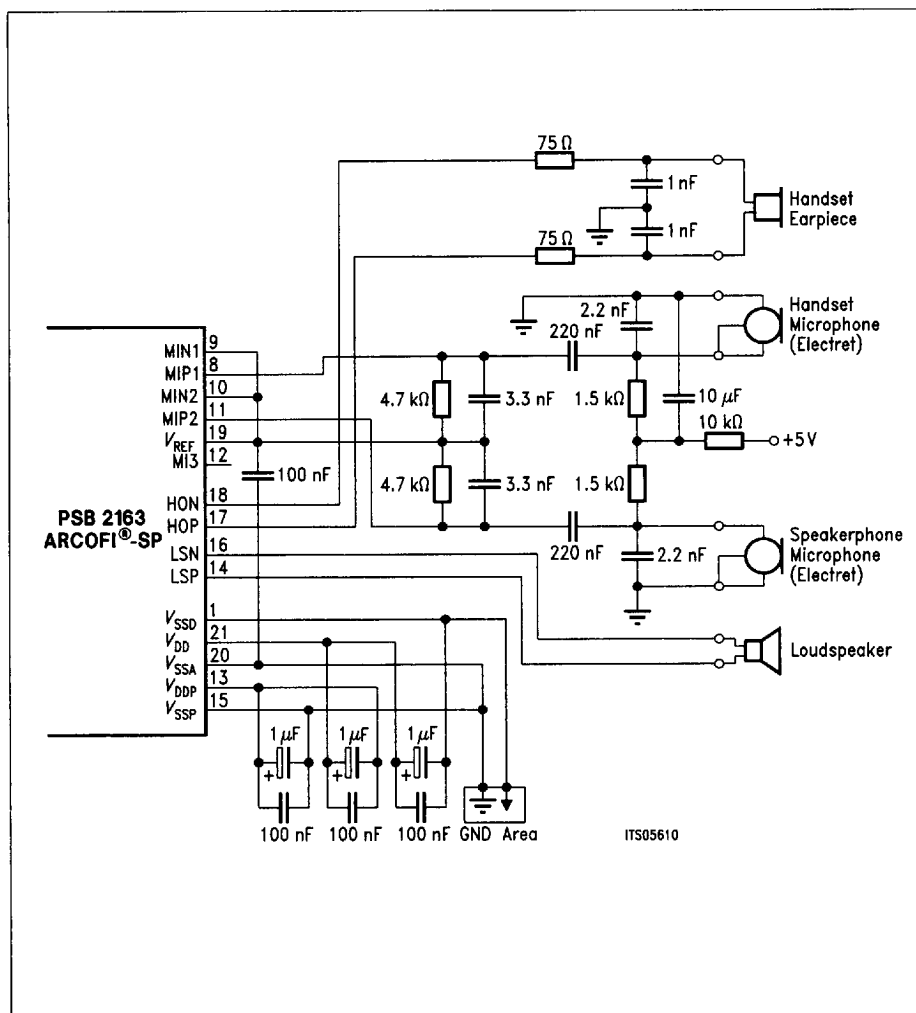 75 Ω
1 nF
Handset
Earpiece
1 nF
75 Ω
2.2 nF
Handset
Microphone
(Electret)
220 nF
MIN1 9
MIP1 8
MIN2 10
MIP2 11
VREF 19
MI3 12
4.7 kΩ
3.3 nF
1.5 kΩ
10 µF
10 kΩ
+5V
100 nF
4.7 kΩ
3.3 nF
1.5 kΩ
HON 18
HOP 17
LSN 16
LSP 14
PSB 2163
ARCOFI®-SP
220 nF
2.2 nF
Speakerphone
Microphone
(Electret)
VSSD 1
VDD 21
VSSA 20
VDDP 13
VSSP 15
Loudspeaker
1 µF
1 µF
1 µF
+
+
+
100 nF
100 nF
100 nF
GND Area
ITS05610